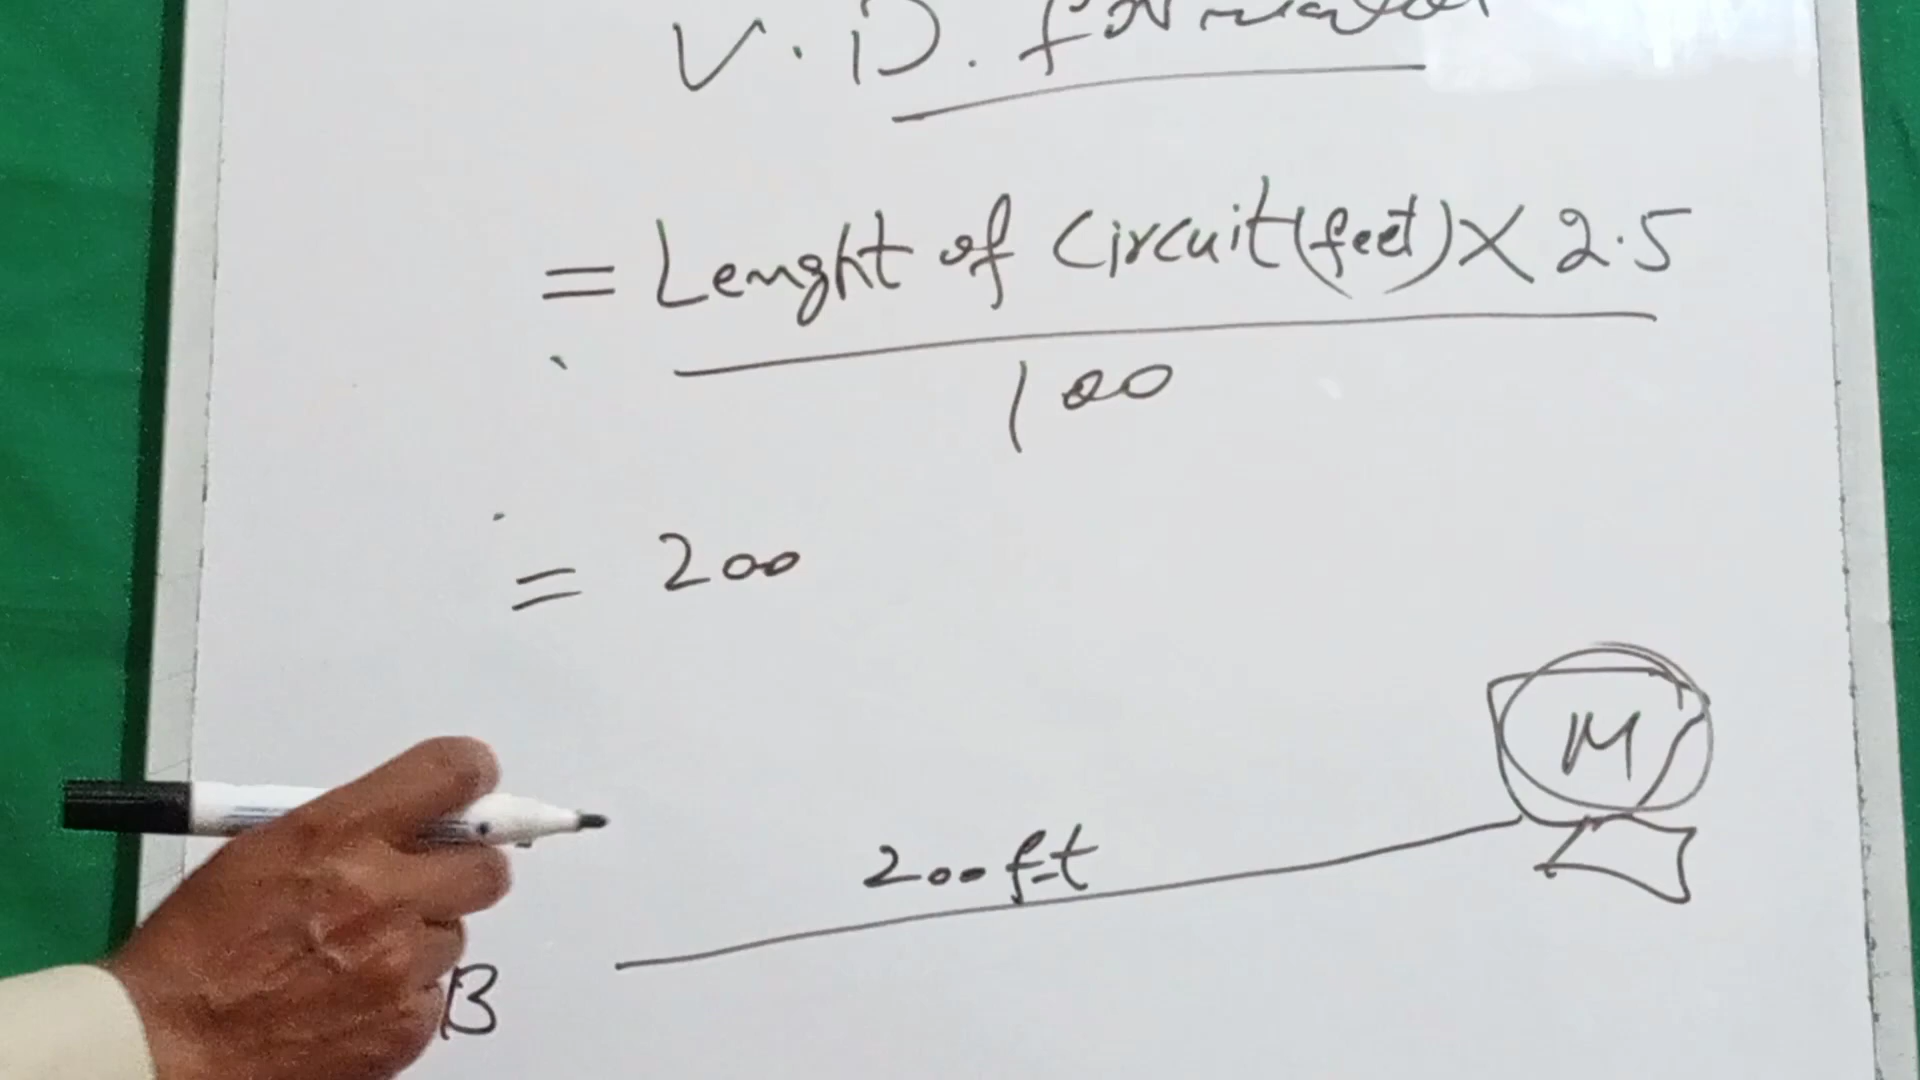 V. D. formula
= Lenght of Circuit(feet) X 2.5
100
= 200
M
200 ft
B